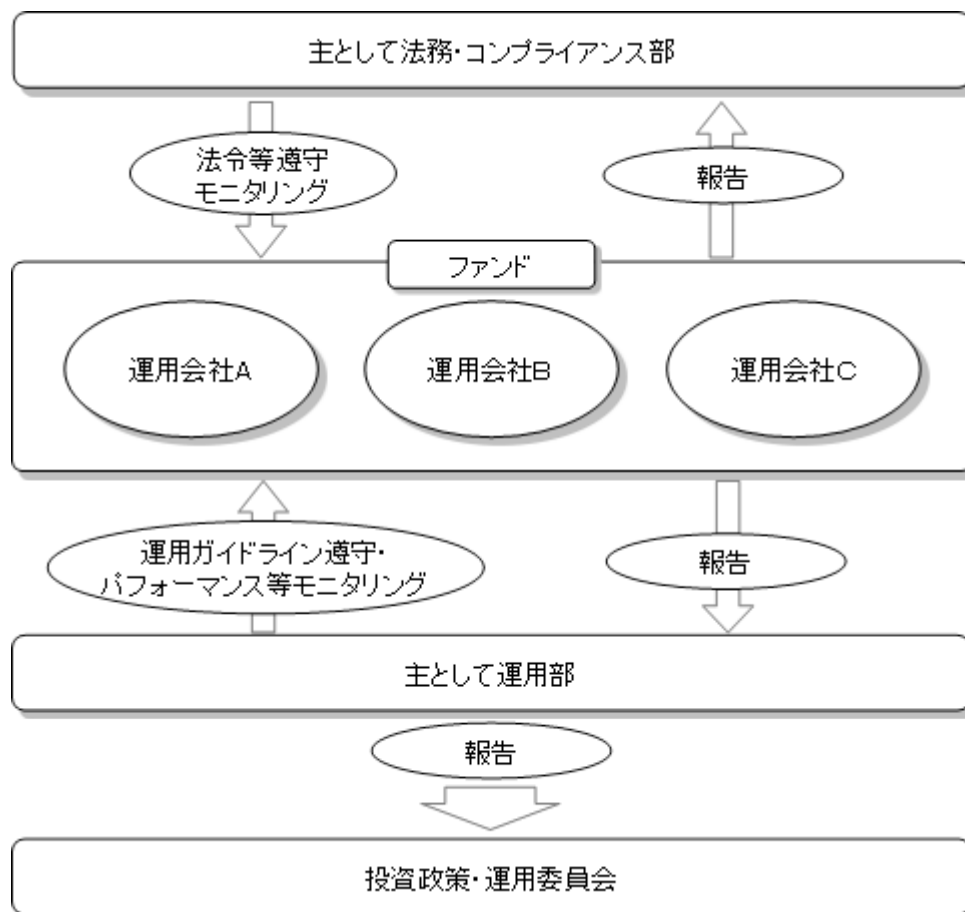 主として法務・コンプライアンス部
法令等遵守
モニタリング
報告
ファンド
運用会社A
運用会社B
運用会社C
運用ガイドライン遵守・
パフォーマンス等モニタリング
報告
主として運用部
報告
投資政策・運用委員会